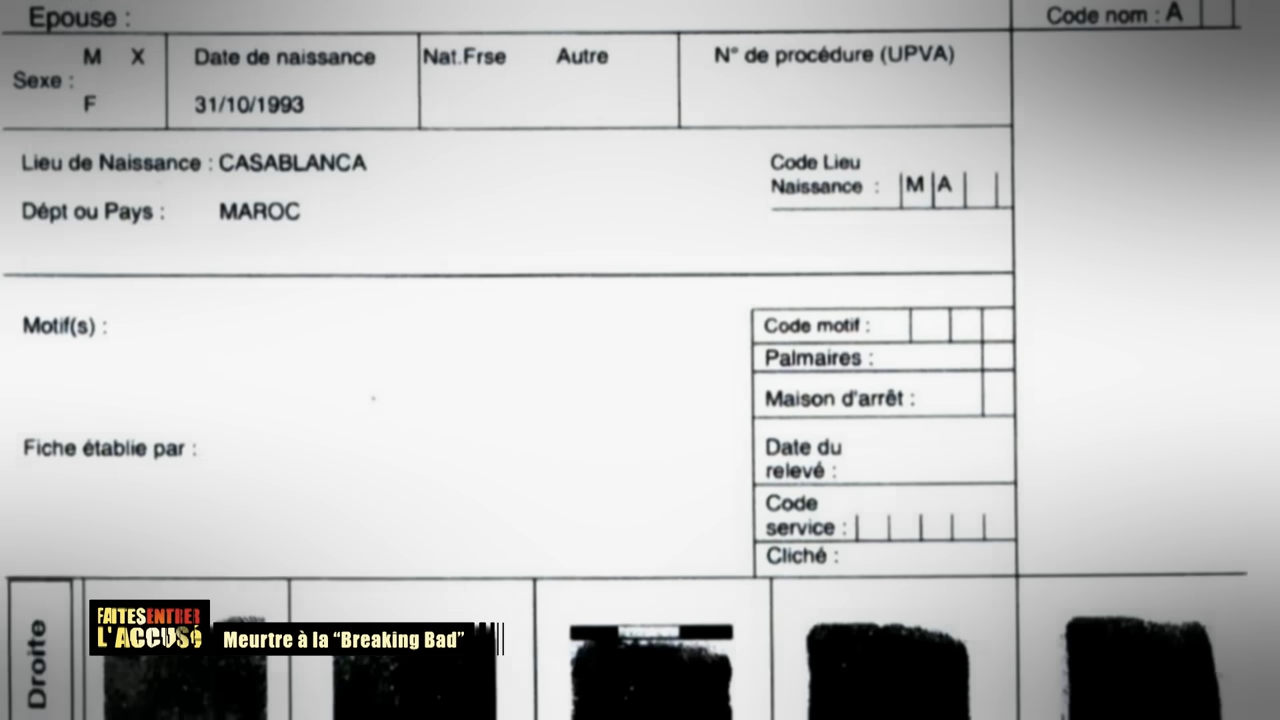 Epouse :
Code nom : A
M X
Sexe :
F
Date de naissance
31/10/1993
Nat.Frse Autre
N° de procédure (UPVA)
Lieu de Naissance : CASABLANCA
Dépt ou Pays : MAROC
Code Lieu
Naissance : M A
Motif(s) :
Fiche établie par :
Code motif :
Palmaires :
Maison d'arrêt :
Date du
relevé :
Code
service :
Cliché :
Droite
FAITES ENTRER
L'ACCUSÉ
Meurtre à la “Breaking Bad”